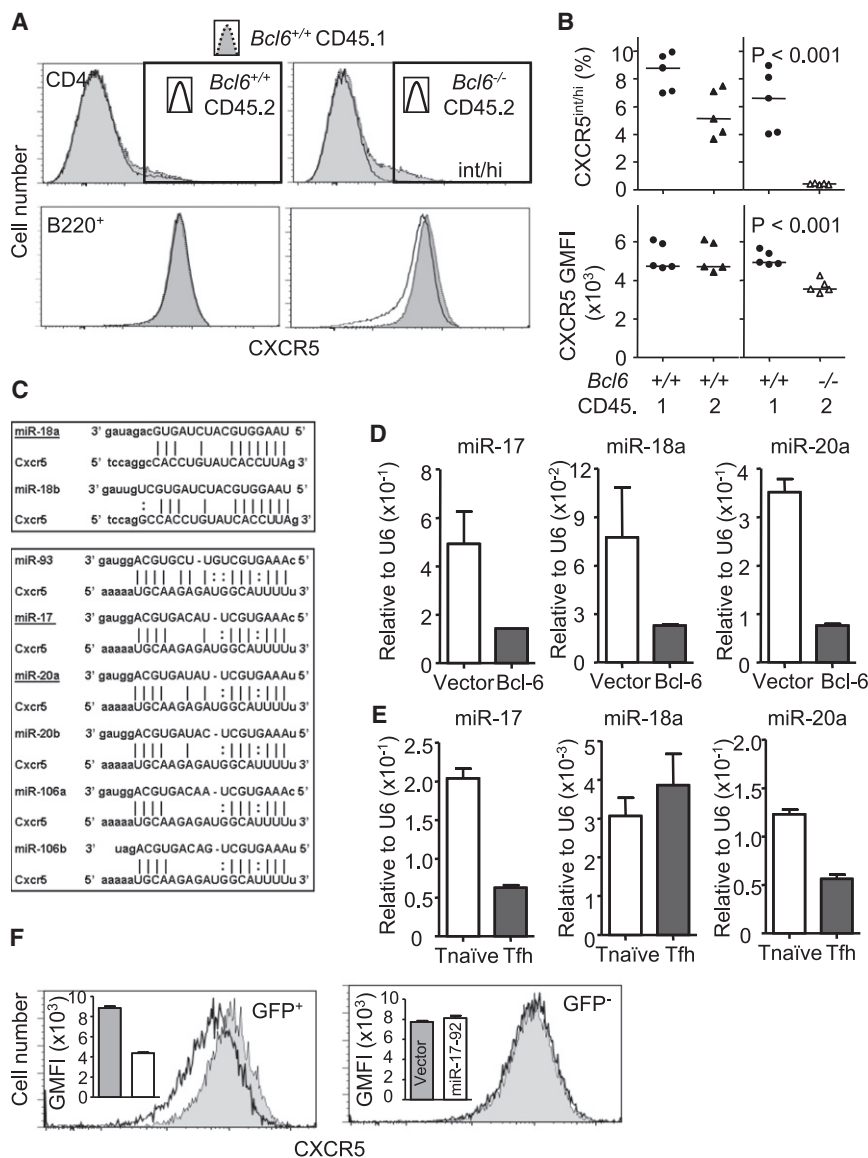 A
Bcl6+/+ CD45.1
CD4
Bcl6+/+
CD45.2
Bcl6-/-
CD45.2
int/hi
B220+
Cell number
CXCR5
B
CXCR5int/hi (%)
10
8
6
4
2
0
P < 0.001
CXCR5 GMFI
(x10³)
6
4
2
0
P < 0.001
Bcl6 +/+ +/+ +/+ -/-
CD45. 1 2 1 2
C
miR-18a 3' gauagacGUGAUCUACGUGGAAU 5'
Cxcr5 5' tccaggcCACCUGUAUCACCUUAg 3'
miR-18b 3' gauugUCGUGAUCUACGUGGAAU 5'
Cxcr5 5' tccagGCCACCUGUAUCACCUUAg 3'
miR-93 3' gauggACGUGCUU - UGUCGUGAAAc 5'
Cxcr5 5' aaaaaUGCAAGAGAUGGCAUUUUu 3'
miR-17 3' gauggACGUGACAU - UCGUGAAAc 5'
Cxcr5 5' aaaaaUGCAAGAGAUGGCAUUUUu 3'
miR-20a 3' gauggACGUGAUAU - UCGUGAAAu 5'
Cxcr5 5' aaaaaUGCAAGAGAUGGCAUUUUu 3'
miR-20b 3' gauggACGUGAUAC - UCGUGAAAu 5'
Cxcr5 5' aaaaaUGCAAGAGAUGGCAUUUUu 3'
miR-106a 3' gauggACGUGACAA - UCGUGAAAc 5'
Cxcr5 5' aaaaaUGCAAGAGAUGGCAUUUUu 3'
miR-106b 3' uagACGUGACAG - UCGUGAAAu 5'
Cxcr5 5' aaaaaUGCAAGAGAUGGCAUUUUu 3'
D
miR-17
Relative to U6 (x10-1)
8
6
4
2
0
Vector Bcl-6
miR-18a
Relative to U6 (x10-2)
12
9
6
3
0
Vector Bcl-6
miR-20a
Relative to U6 (x10-1)
4
3
2
1
0
Vector Bcl-6
E
miR-17
Relative to U6 (x10-1)
2.5
2.0
1.5
1.0
0.5
0
Tnaïve Tfh
miR-18a
Relative to U6 (x10-3)
5
4
3
2
1
0
Tnaïve Tfh
miR-20a
Relative to U6 (x10-1)
2.0
1.5
1.0
0.5
0
Tnaïve Tfh
F
Cell number
GMFI (x10³)
10
8
6
4
2
0
GFP+
GMFI (x10³)
10
8
6
4
2
0
Vector
miR-17-92
GFP-
CXCR5